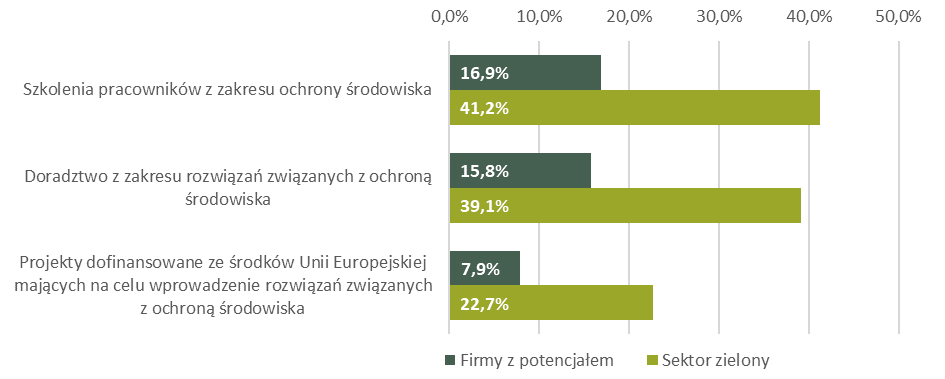 0,0% 10,0% 20,0% 30,0% 40,0% 50,0%
Szkolenia pracowników z zakresu ochrony środowiska
16,9%
41,2%
Doradztwo z zakresu rozwiązań związanych z ochroną
środowiska
15,8%
39,1%
Projekty dofinansowane ze środków Unii Europejskiej
mających na celu wprowadzenie rozwiązań związanych
z ochroną środowiska
7,9%
22,7%
Firmy z potencjałem Sektor zielony